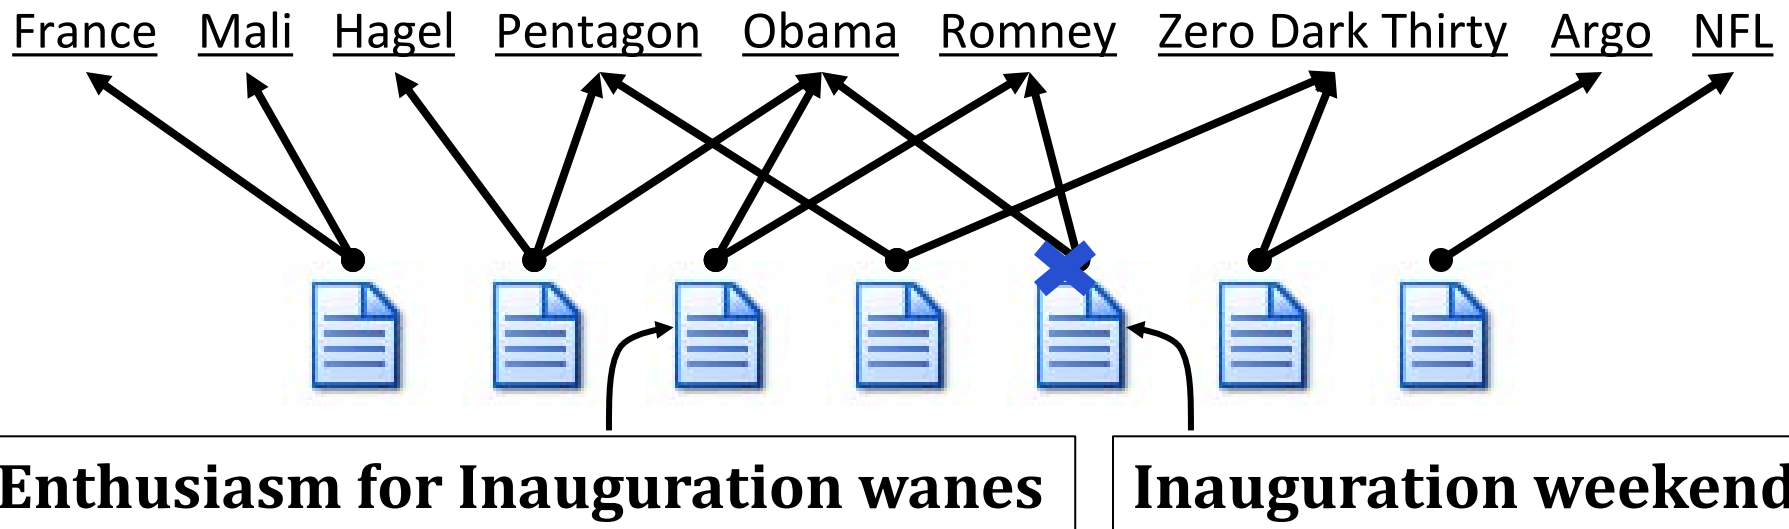 France Mali Hagel Pentagon Obama Romney Zero Dark Thirty Argo NFL
Enthusiasm for Inauguration wanes
Inauguration weekend